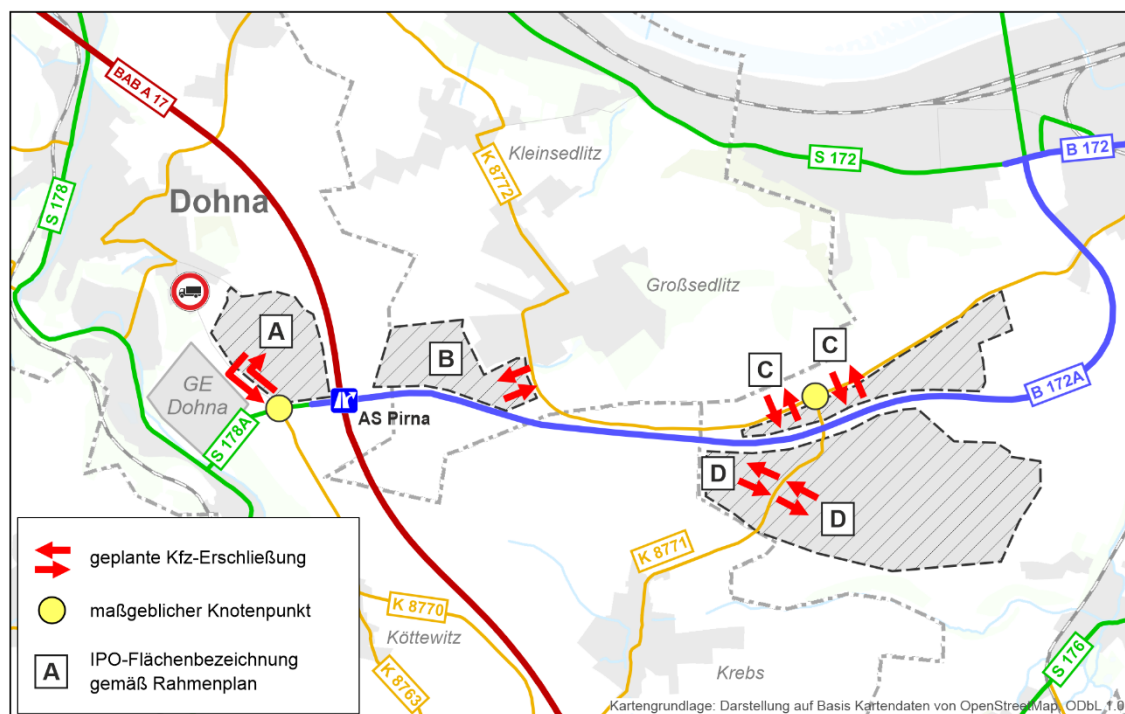 BAB A 17
S 178
Dohna
Kleinsedlitz
K 8772
S 172
B 172
Großsedlitz
A
B
C
C
GE
Dohna
AS Pirna
B 172A
S 178A
D
D
K 8771
geplante Kfz-Erschließung
maßgeblicher Knotenpunkt
A
IPO-Flächenbezeichnung
gemäß Rahmenplan
K 8770
Köttewitz
K 8763
Krebs
S 176
Kartengrundlage: Darstellung auf Basis Kartendaten von OpenStreetMap, ODbL 1.0